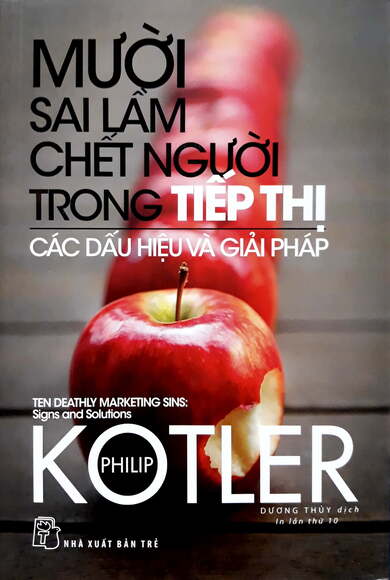 MƯỜI
SAI LẦM
CHẾT NGƯỜI
TRONG TIẾP THỊ
CÁC DẤU HIỆU VÀ GIẢI PHÁP
TEN DEATHLY MARKETING SINS:
Signs and Solutions
PHILIP
KOTLER
DƯƠNG THỦY dịch
In lần thứ 10
NHÀ XUẤT BẢN TRẺ